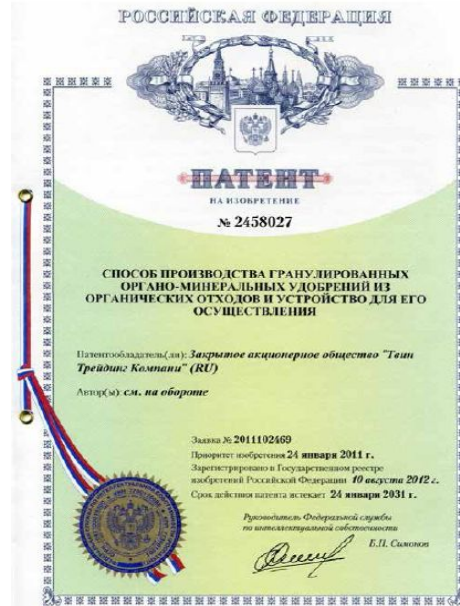 РОССИЙСКАЯ ФЕДЕРАЦИЯ
ПАТЕНТ
НА ИЗОБРЕТЕНИЕ
№ 2458027
СПОСОБ ПРОИЗВОДСТВА ГРАНУЛИРОВАННЫХ
ОРГАНО-МИНЕРАЛЬНЫХ УДОБРЕНИЙ ИЗ
ОРГАНИЧЕСКИХ ОТХОДОВ И УСТРОЙСТВО ДЛЯ ЕГО
ОСУЩЕСТВЛЕНИЯ
Патентообладатель(ли): Закрытое акционерное общество "Твин
Трейдинг Компани" (RU)
Автор(ы): см. на обороте
Заявка № 2011102469
Приоритет изобретения 24 января 2011 г.
Зарегистрировано в Государственном реестре
изобретений Российской Федерации 10 августа 2012 г.
Срок действия патента истекает 24 января 2031 г.
Руководитель Федеральной службы
по интеллектуальной собственности
Б.П. Симонов